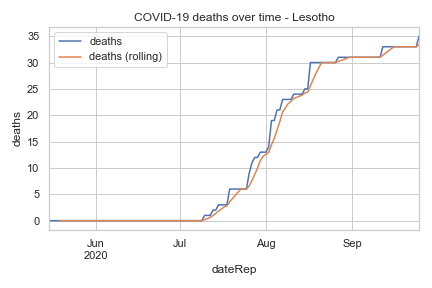 COVID-19 deaths over time - Lesotho
deaths
deaths (rolling)
35
30
25
20
15
10
5
0
deaths
Jun
2020
Jul
Aug
Sep
dateRep